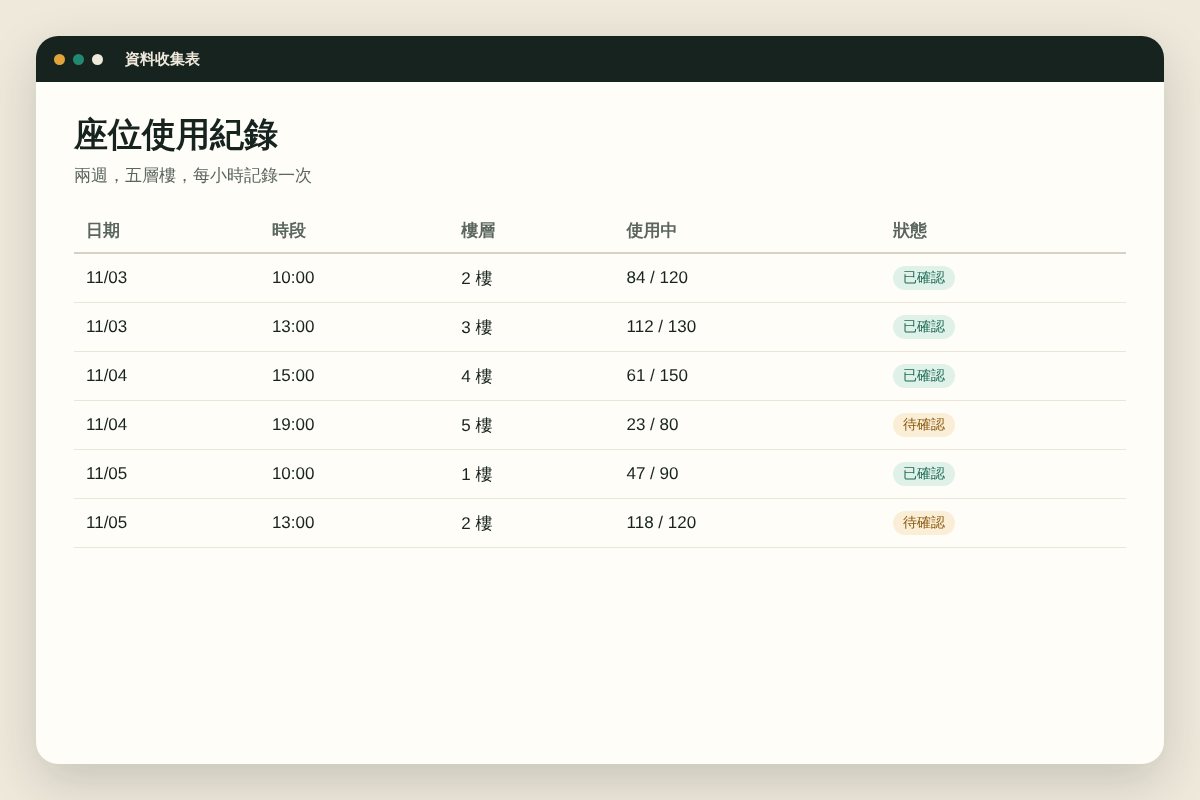 資料收集表
座位使用紀錄
兩週，五層樓，每小時記錄一次
日期 時段 樓層 使用中 狀態
11/03 10:00 2 樓 84 / 120 已確認
11/03 13:00 3 樓 112 / 130 已確認
11/04 15:00 4 樓 61 / 150 已確認
11/04 19:00 5 樓 23 / 80 待確認
11/05 10:00 1 樓 47 / 90 已確認
11/05 13:00 2 樓 118 / 120 待確認